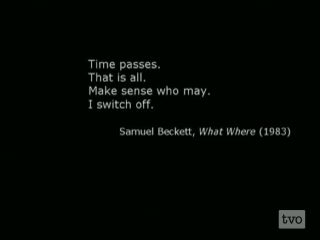 Time passes.
That is all.
Make sense who may.
I switch off.
Samuel Beckett, What Where (1983)
tvo